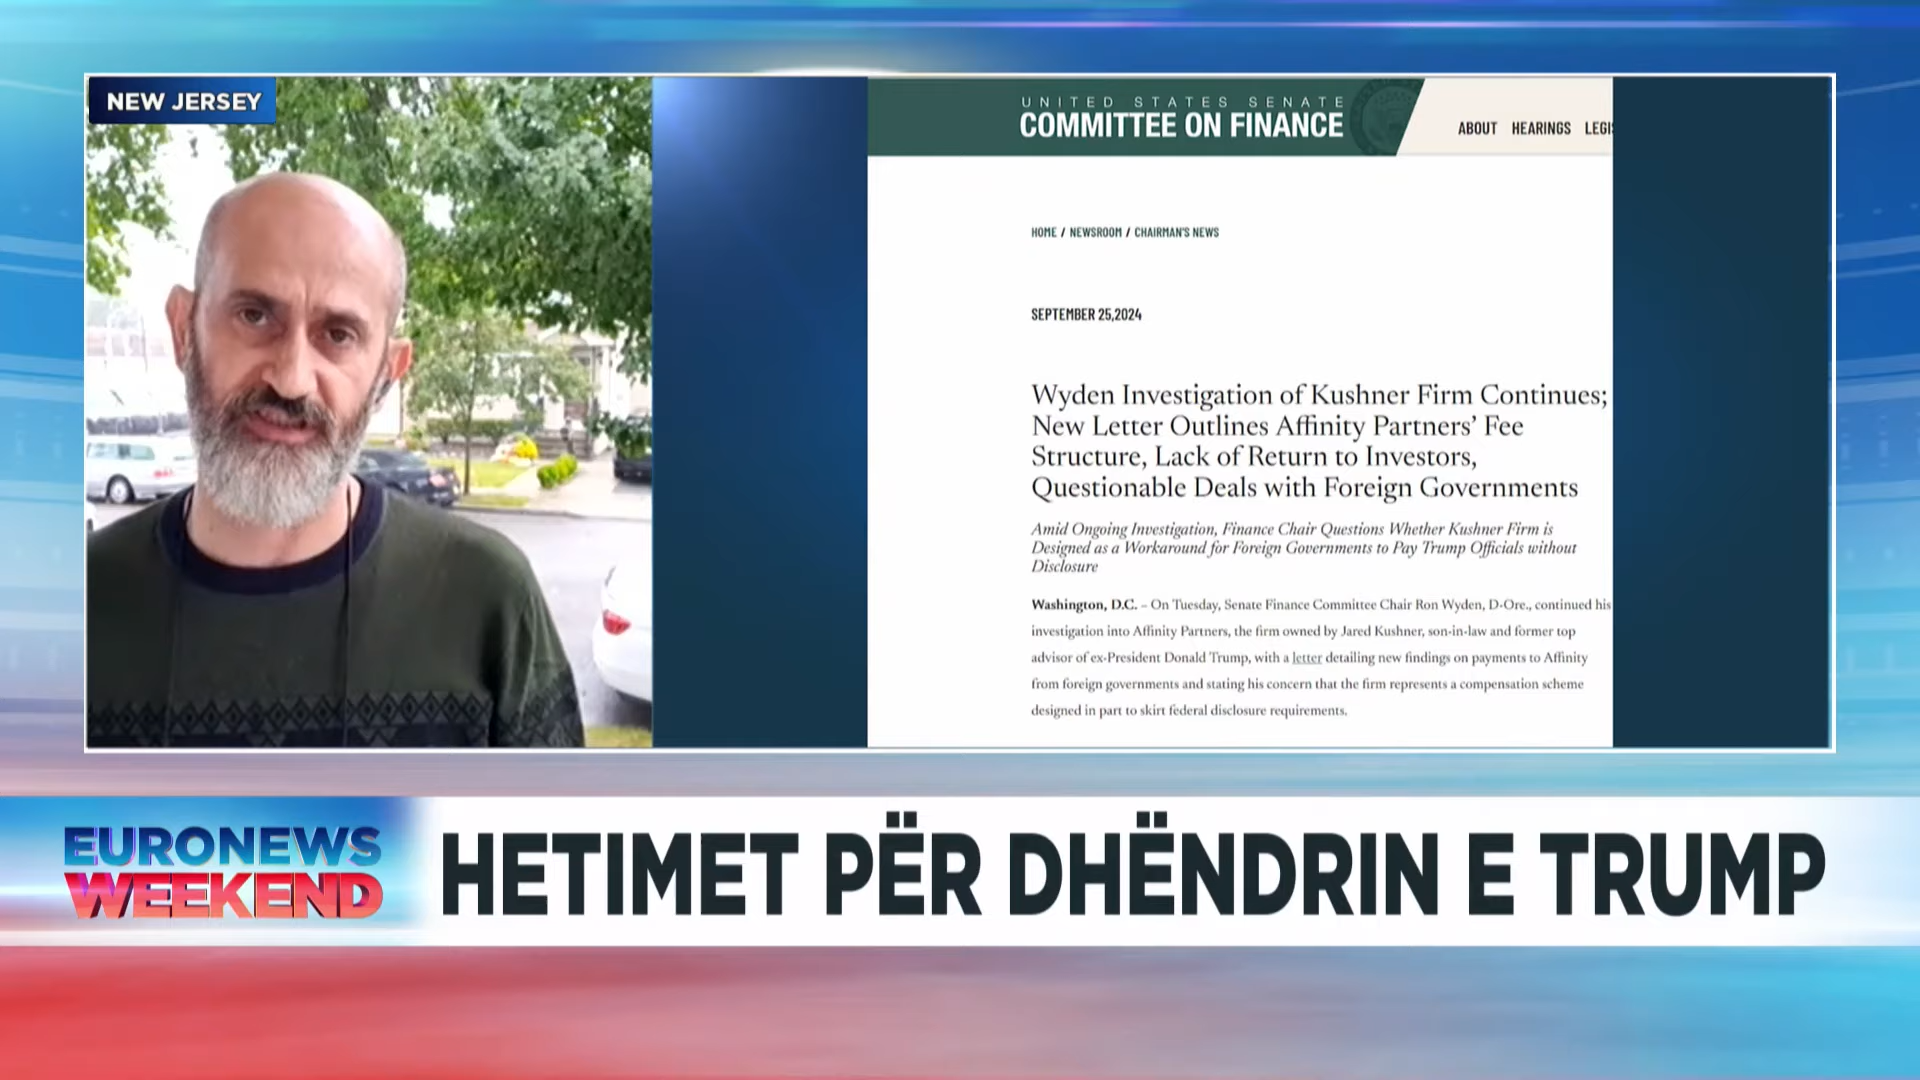 NEW JERSEY
UNITED STATES SENATE
COMMITTEE ON FINANCE
ABOUT HEARINGS
HOME / NEWSROOM / CHAIRMAN'S NEWS
SEPTEMBER 25,2024
Wyden Investigation of Kushner Firm Continues;
New Letter Outlines Affinity Partners’ Fee
Structure, Lack of Return to Investors,
Questionable Deals with Foreign Governments
Amid Ongoing Investigation, Finance Chair Questions Whether Kushner Firm is
Designed as a Workaround for Foreign Governments to Pay Trump Officials without
Disclosure
Washington, D.C. – On Tuesday, Senate Finance Committee Chair Ron Wyden, D-Ore., continued his
investigation into Affinity Partners, the firm owned by Jared Kushner, son-in-law and former top
advisor of ex-President Donald Trump, with a letter detailing new findings on payments to Affinity
from foreign governments and stating his concern that the firm represents a compensation scheme
designed in part to skirt federal disclosure requirements.
EURONEWS
WEEKEND
HETIMET PËR DHËNDRIN E TRUMP